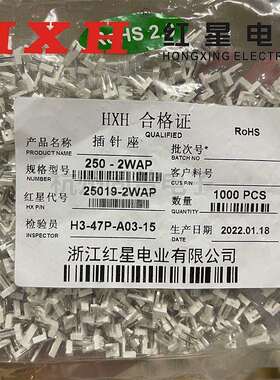 HXH RoHS 2 红星电
HONGXING ELECTR
HXH 合格证
QUALIFIED
RoHS
产品名称 插针座 批次号
PRODUCT NAME BATCH NO
规格型号 250 - 2WAP 客户料号
CUS P/N
红星代号 25019-2WAP 数量 1000 PCS
HX P/N QUANTITY
检验员 H3-47P-A03-15 生产日期 2022.01.18
INSPECTOR
浙江红星电业有限公司